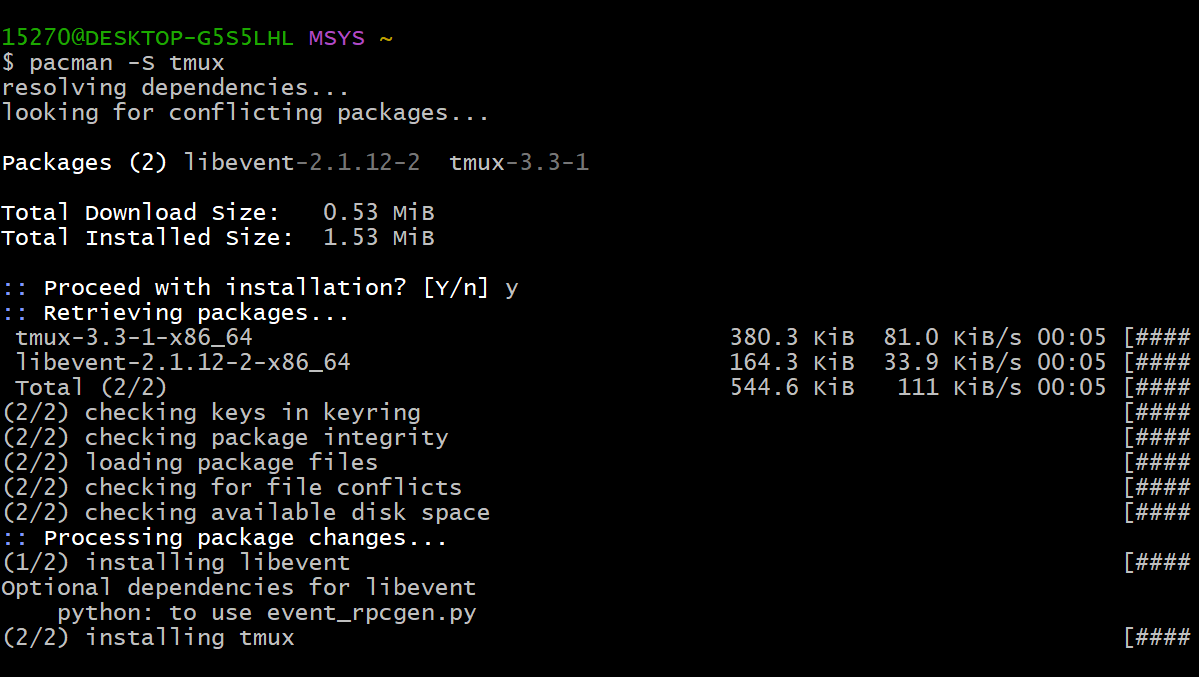 15270@DESKTOP-G5S5LHL MSYS ~
$ pacman -S tmux
resolving dependencies...
looking for conflicting packages...
Packages (2) libevent-2.1.12-2  tmux-3.3-1
Total Download Size:   0.53 MiB
Total Installed Size:  1.53 MiB
:: Proceed with installation? [Y/n] y
:: Retrieving packages...
 tmux-3.3-1-x86_64                                  380.3 KiB  81.0 KiB/s 00:05 [####
 libevent-2.1.12-2-x86_64                           164.3 KiB  33.9 KiB/s 00:05 [####
 Total (2/2)                                        544.6 KiB   111 KiB/s 00:05 [####
(2/2) checking keys in keyring                                                  [####
(2/2) checking package integrity                                                [####
(2/2) loading package files                                                     [####
(2/2) checking for file conflicts                                               [####
(2/2) checking available disk space                                             [####
:: Processing package changes...
(1/2) installing libevent                                                       [####
Optional dependencies for libevent
    python: to use event_rpcgen.py
(2/2) installing tmux                                                           [####